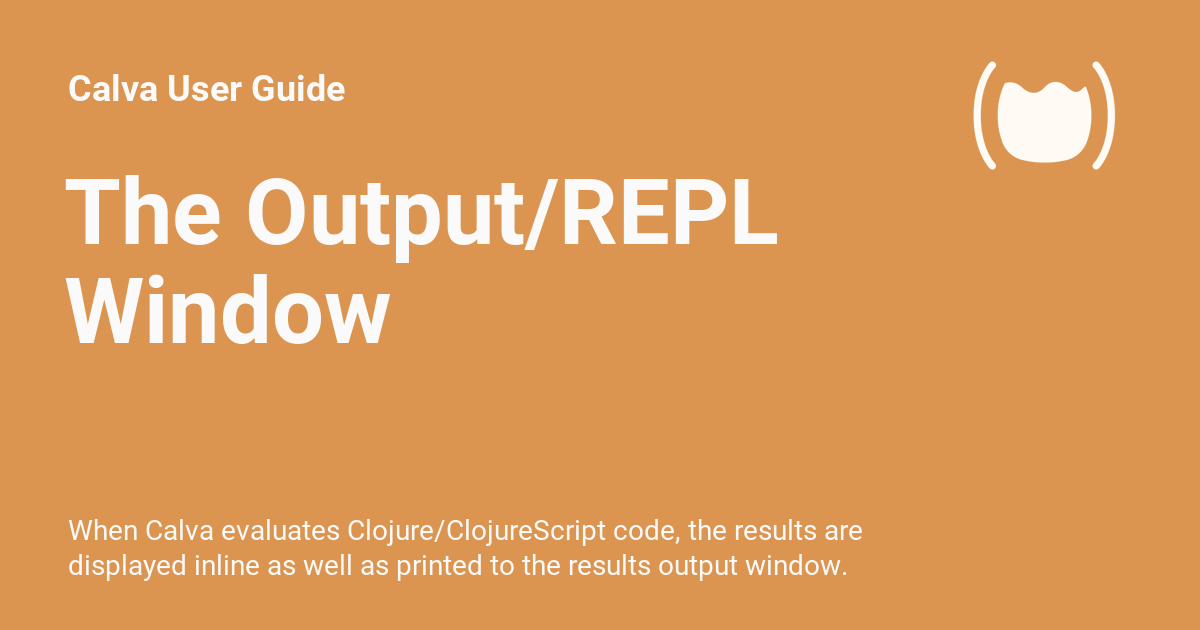 Calva User Guide
The Output/REPL
Window
When Calva evaluates Clojure/ClojureScript code, the results are
displayed inline as well as printed to the results output window.